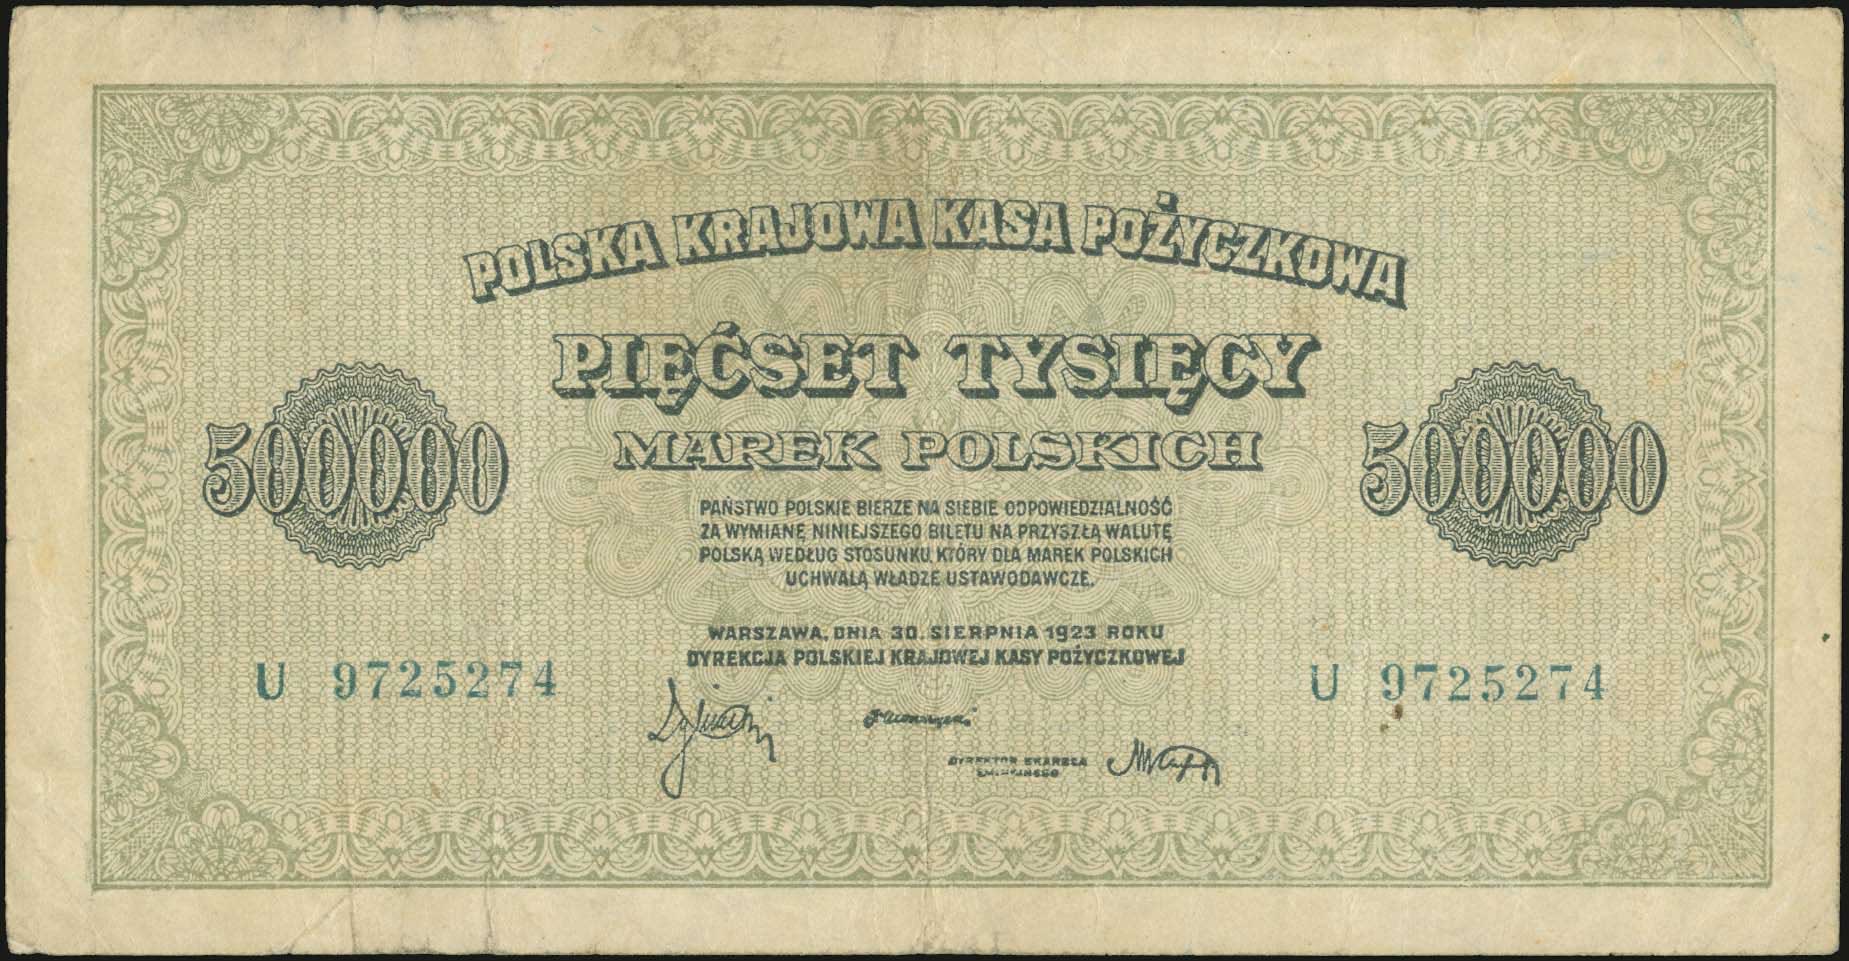 POLSKA KRAJOWA KASA POŻYCZKOWA
PIĘĆSET TYSIĘCY
MAREK POLSKICH
500000 500000
PAŃSTWO POLSKIE BIERZE NA SIEBIE ODPOWIEDZIALNOŚĆ
ZA WYMIANĘ NINIEJSZEGO BILETU NA PRZYSZŁĄ WALUTĘ
POLSKĄ WEDŁUG STOSUNKU, KTÓRY DLA MAREK POLSKICH
UCHWALĄ WŁADZE USTAWODAWCZE.
WARSZAWA, DNIA 30. SIERPNIA 1923 ROKU
DYREKCJA POLSKIEJ KRAJOWEJ KASY POŻYCZKOWEJ
U 9725274 U 9725274
DYREKTOR SKARBCA